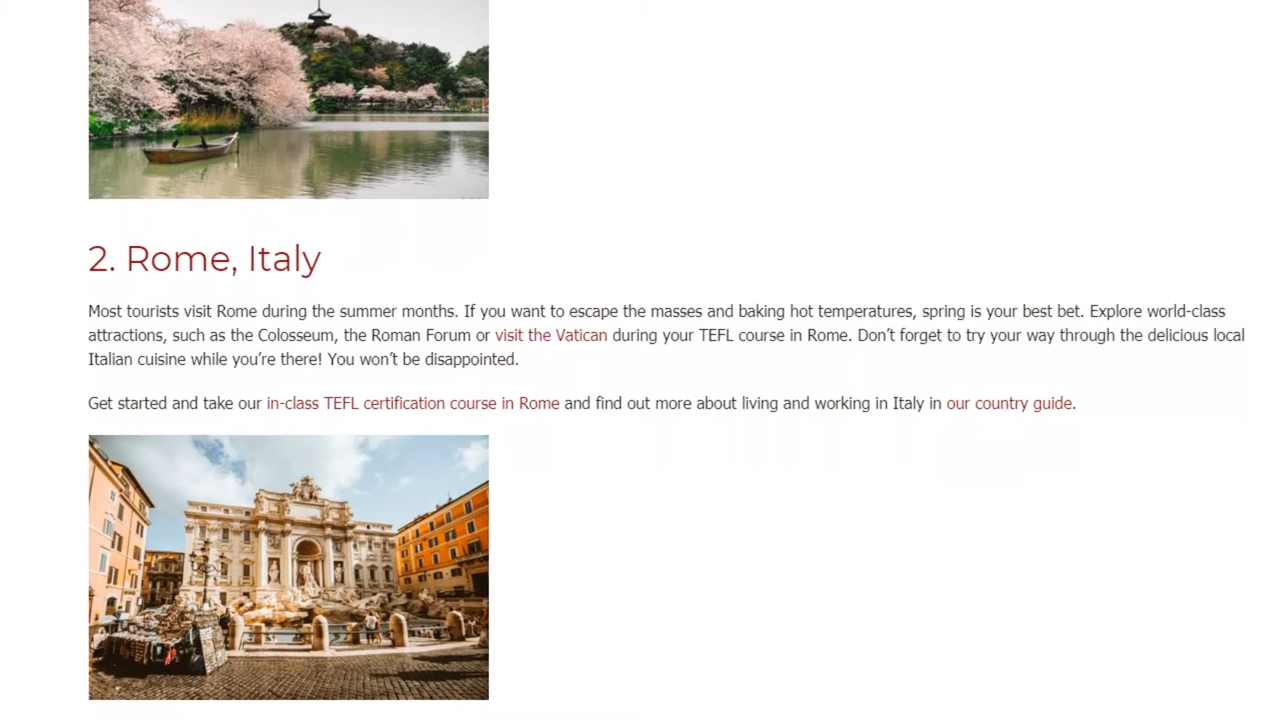 2. Rome, Italy
Most tourists visit Rome during the summer months. If you want to escape the masses and baking hot temperatures, spring is your best bet. Explore world-class
attractions, such as the Colosseum, the Roman Forum or visit the Vatican during your TEFL course in Rome. Don’t forget to try your way through the delicious local
Italian cuisine while you’re there! You won’t be disappointed.
Get started and take our in-class TEFL certification course in Rome and find out more about living and working in Italy in our country guide.